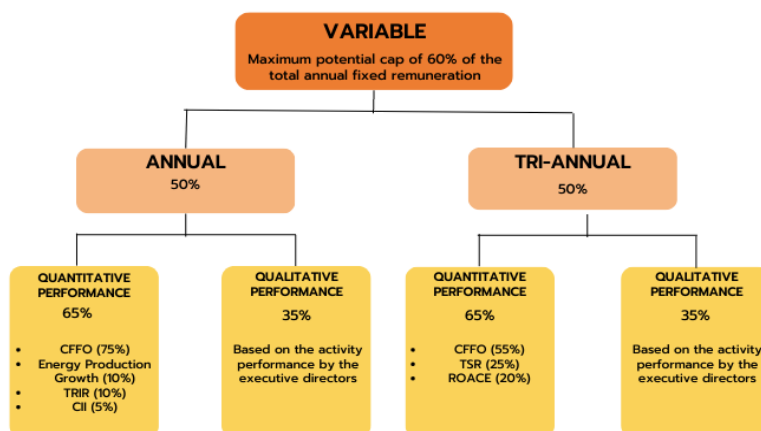 VARIABLE
Maximum potential cap of 60% of the
total annual fixed remuneration
ANNUAL
50%
TRI-ANNUAL
50%
QUANTITATIVE
PERFORMANCE
65%
• CFFO (75%)
• Energy Production
Growth (10%)
• TRIR (10%)
• CII (5%)
QUALITATIVE
PERFORMANCE
35%
Based on the activity
performance by the
executive directors
QUANTITATIVE
PERFORMANCE
65%
• CFFO (55%)
• TSR (25%)
• ROACE (20%)
QUALITATIVE
PERFORMANCE
35%
Based on the activity
performance by the
executive directors